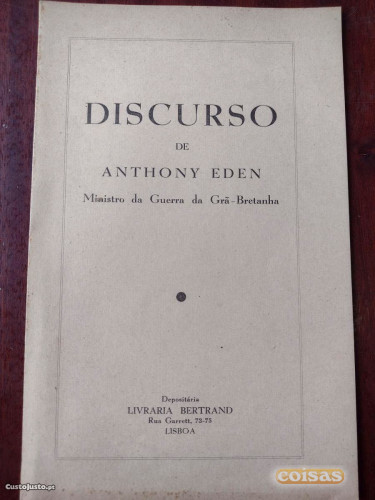 DISCURSO
DE
ANTHONY EDEN
Ministro da Guerra da Grã-Bretanha
Depositária
LIVRARIA BERTRAND
Rua Garrett, 73-75
LISBOA
CustoJusto.pt
coisas